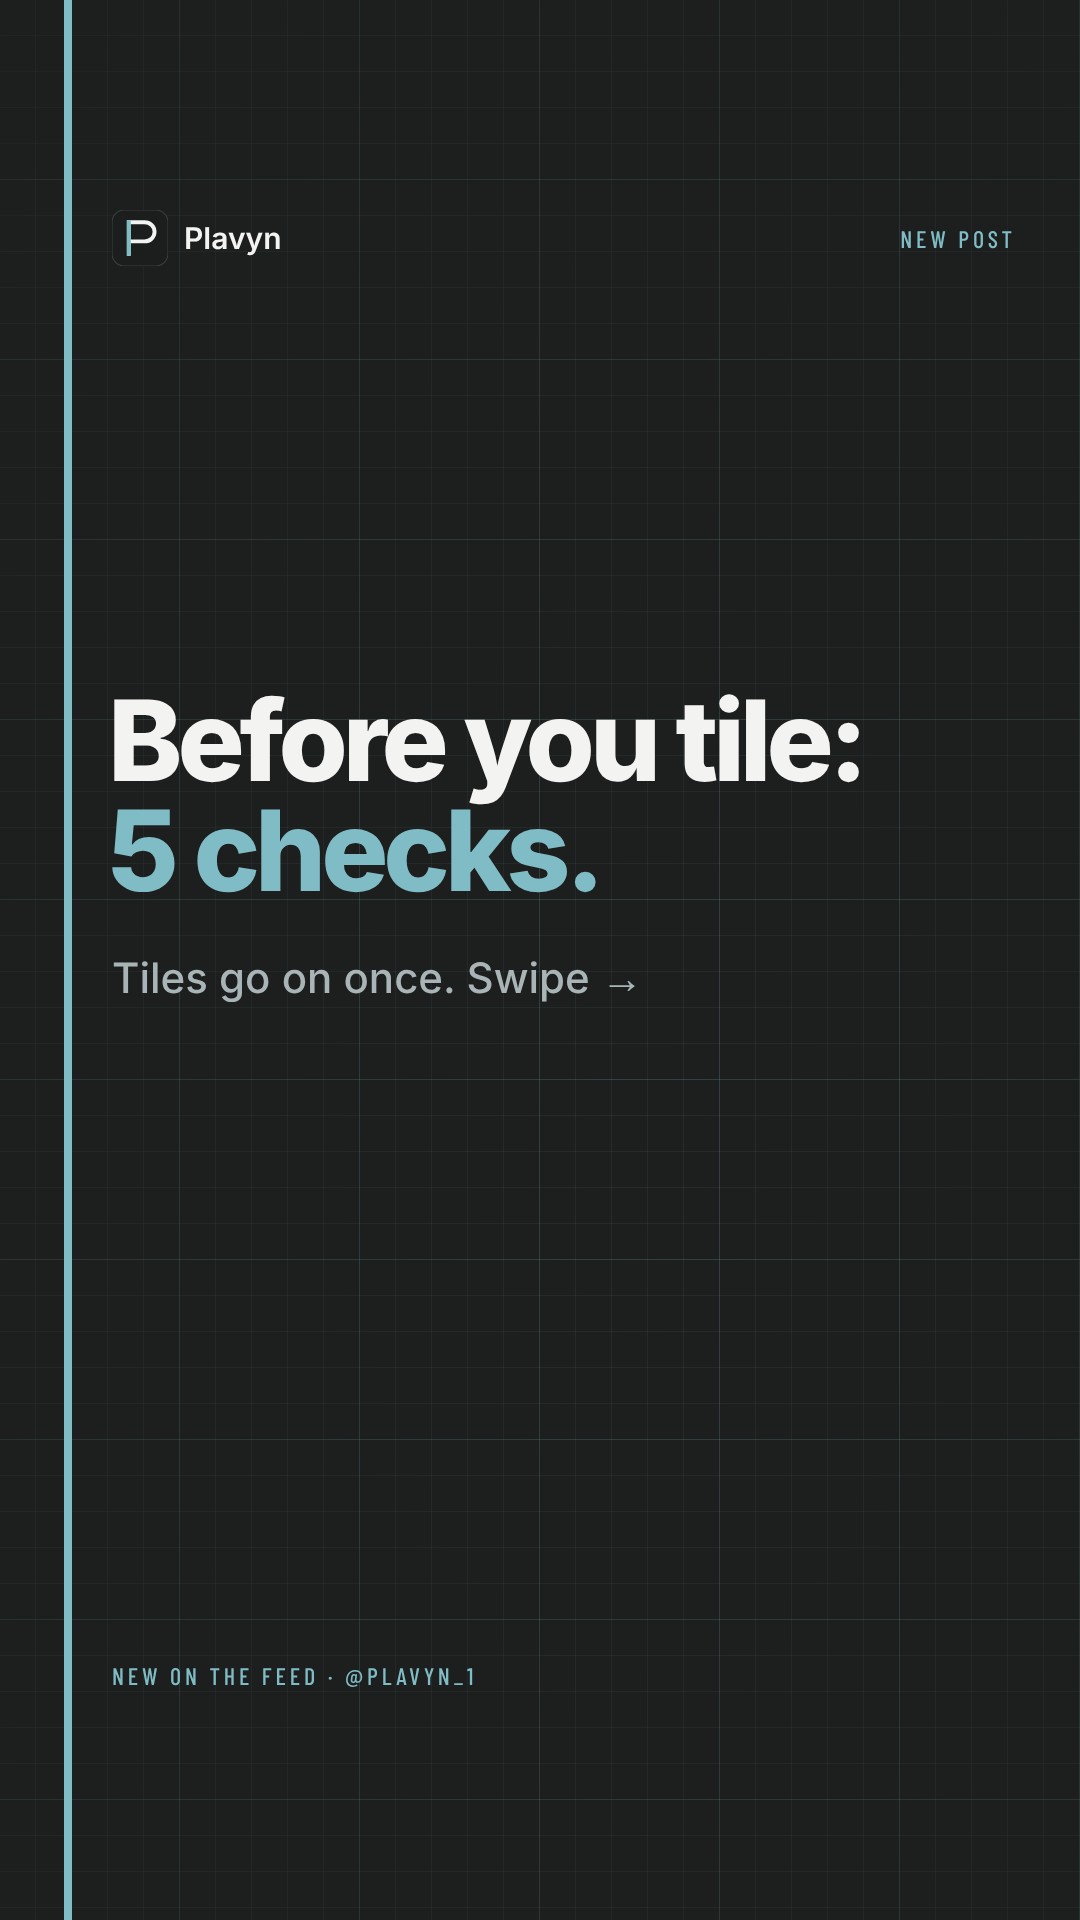 Plavyn
NEW POST
Before you tile:
5 checks.
Tiles go on once. Swipe →
NEW ON THE FEED · @PLAVYN_1